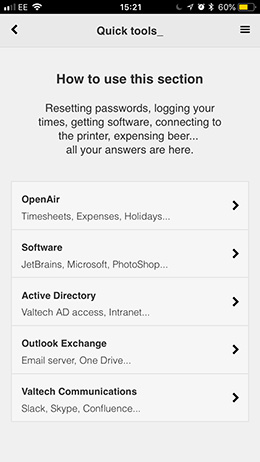 EE 15:21 60%
Quick tools_
How to use this section
Resetting passwords, logging your
times, getting software, connecting to
the printer, expensing beer...
all your answers are here.
OpenAir
Timesheets, Expenses, Holidays...
Software
JetBrains, Microsoft, PhotoShop...
Active Directory
Valtech AD access, Intranet...
Outlook Exchange
Email server, One Drive...
Valtech Communications
Slack, Skype, Confluence...